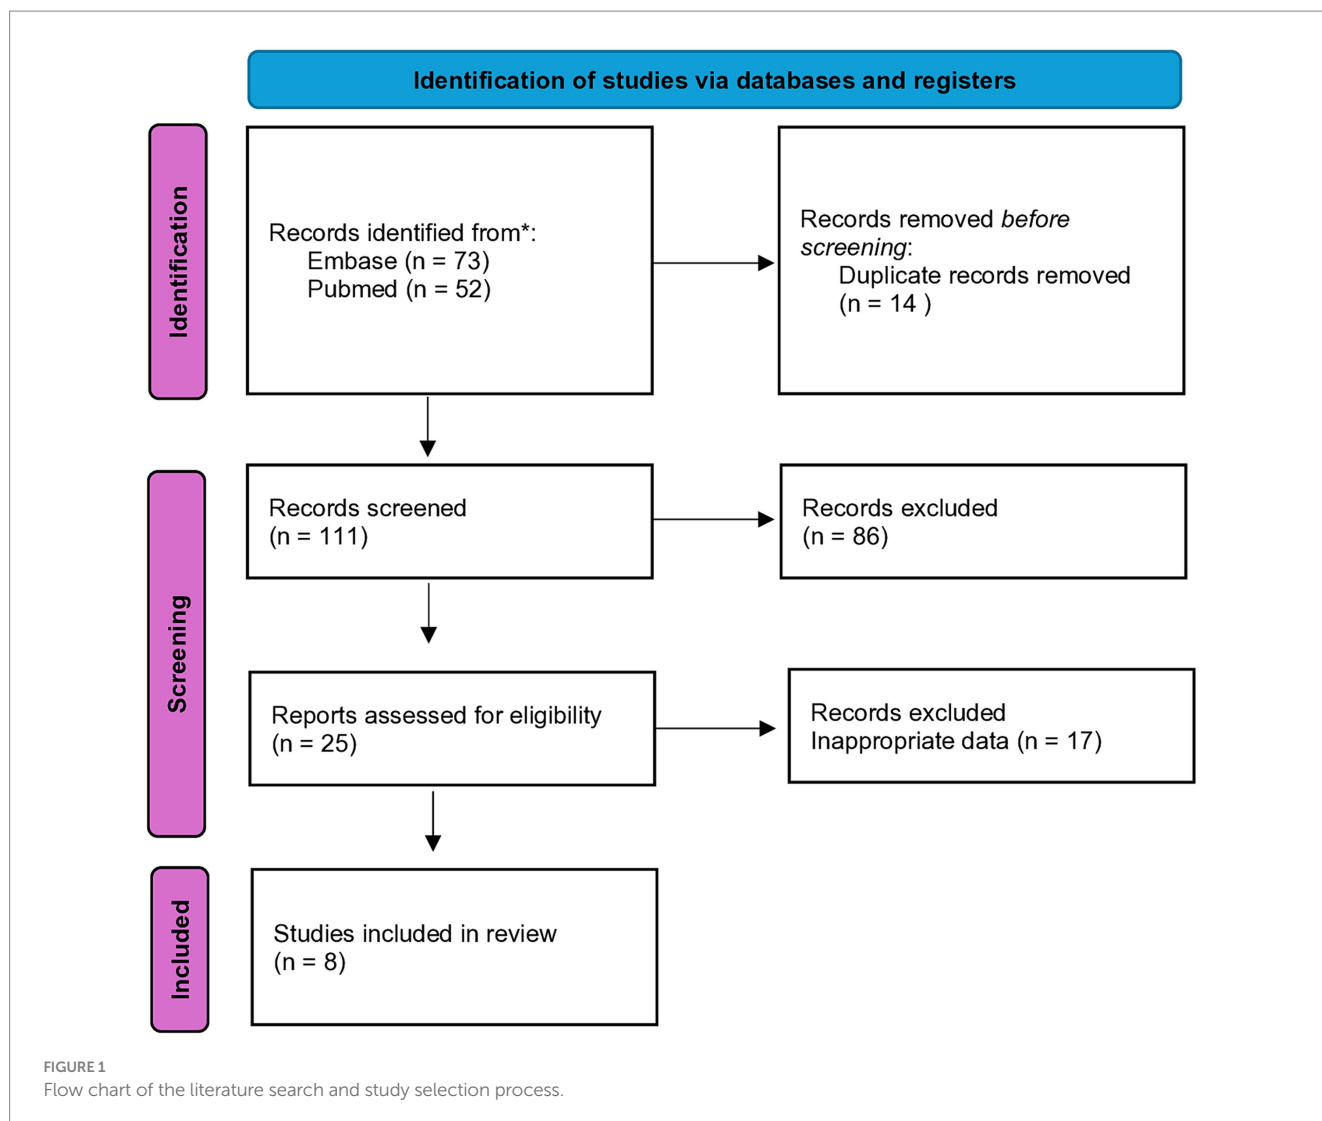 Identification of studies via databases and registers
Identification
Records identified from*:
Embase (n = 73)
Pubmed (n = 52)
Records removed before
screening:
Duplicate records removed
(n = 14 )
Screening
Records screened
(n = 111)
Records excluded
(n = 86)
Reports assessed for eligibility
(n = 25)
Records excluded
Inappropriate data (n = 17)
Included
Studies included in review
(n = 8)
FIGURE 1
Flow chart of the literature search and study selection process.